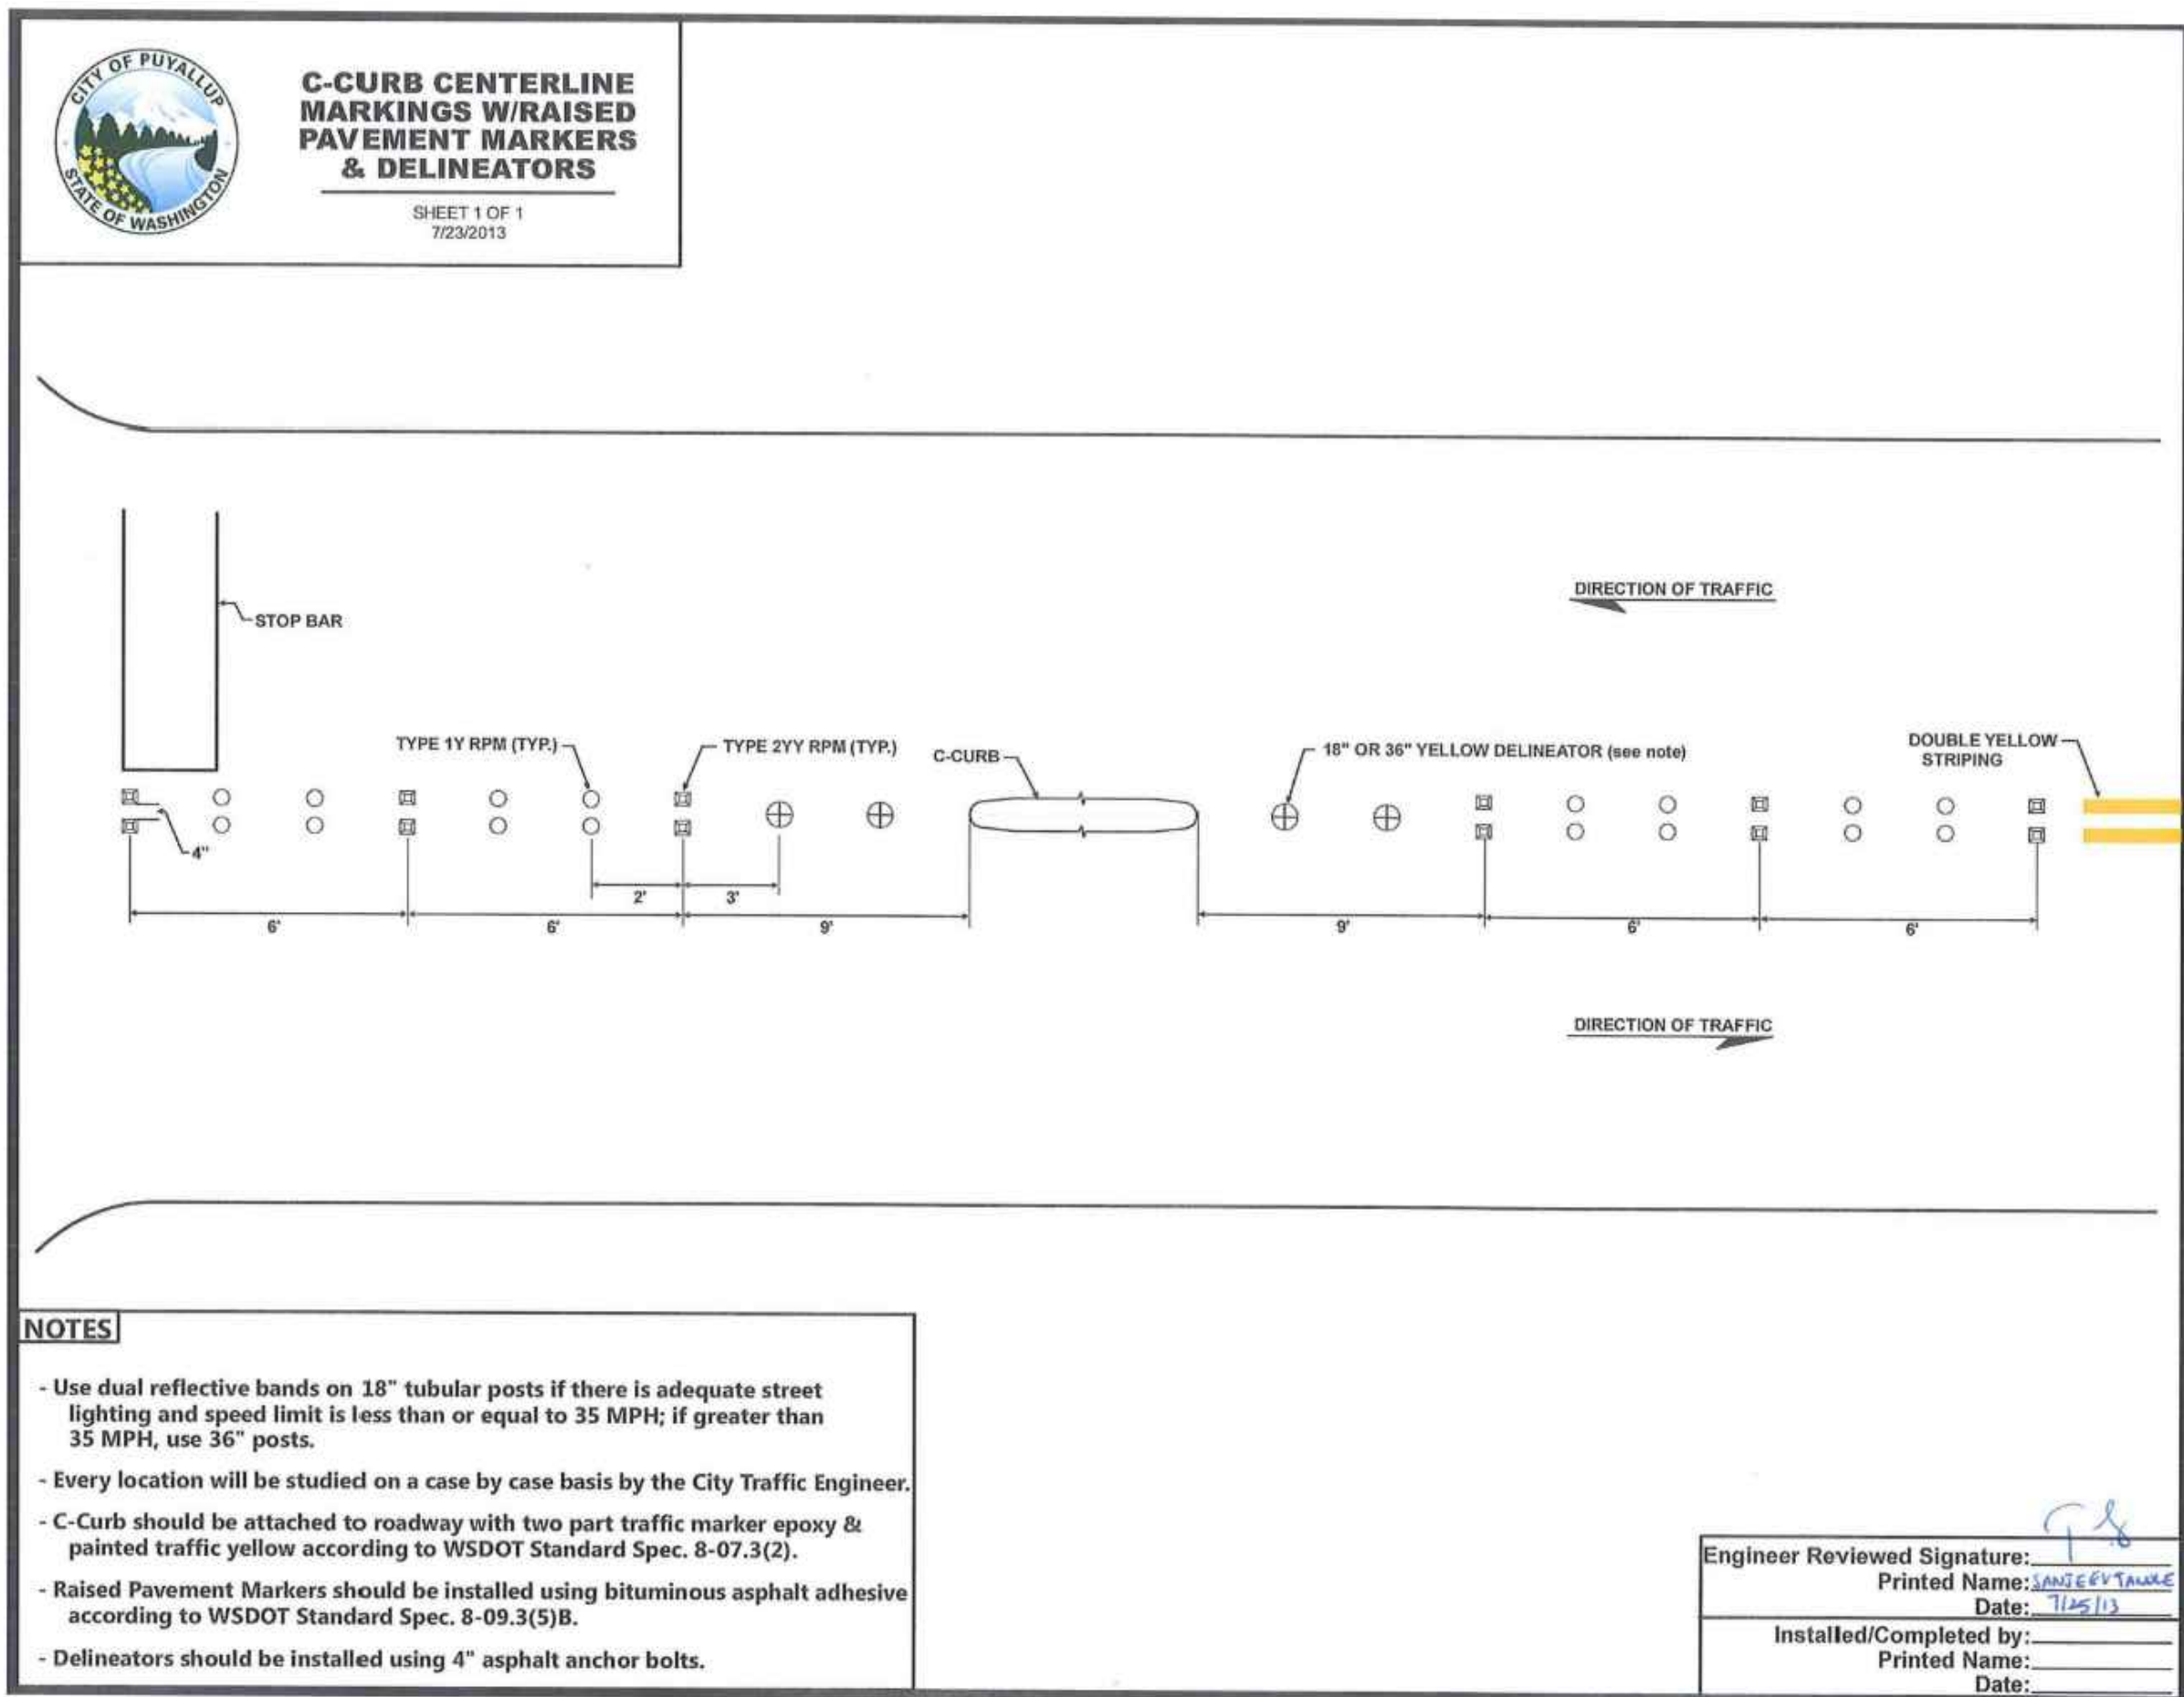 CITY OF PUYALLUP
STATE OF WASHINGTON
C-CURB CENTERLINE
MARKINGS W/RAISED
PAVEMENT MARKERS
& DELINEATORS
SHEET 1 OF 1
7/23/2013
DIRECTION OF TRAFFIC
STOP BAR
TYPE 1Y RPM (TYP.)
TYPE 2YY RPM (TYP.)
C-CURB
18" OR 36" YELLOW DELINEATOR (see note)
DOUBLE YELLOW
STRIPING
4"
2'
3'
6'
6'
9'
9'
6'
6'
DIRECTION OF TRAFFIC
NOTES
- Use dual reflective bands on 18" tubular posts if there is adequate street
lighting and speed limit is less than or equal to 35 MPH; if greater than
35 MPH, use 36" posts.
- Every location will be studied on a case by case basis by the City Traffic Engineer.
- C-Curb should be attached to roadway with two part traffic marker epoxy &
painted traffic yellow according to WSDOT Standard Spec. 8-07.3(2).
- Raised Pavement Markers should be installed using bituminous asphalt adhesive
according to WSDOT Standard Spec. 8-09.3(5)B.
- Delineators should be installed using 4" asphalt anchor bolts.
Engineer Reviewed Signature:
Printed Name: SANJEEV
Date: 7/25/13
Installed/Completed by:
Printed Name:
Date: